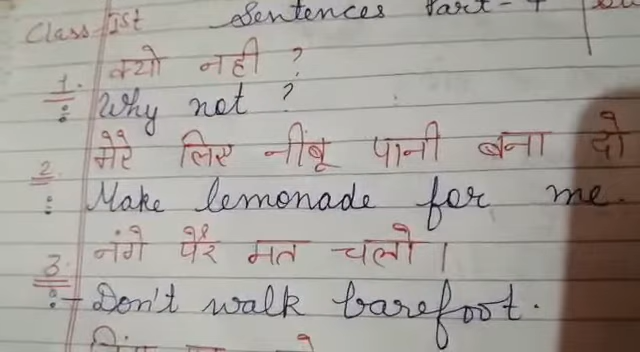 Class Ist Sentences Part-
1. क्यो नही ?
: Why not ?
2. मेरे लिए नींबू पानी बना दो
: Make lemonade for me.
3. नंगे पैर मत चलो ।
:- Don't walk barefoot.